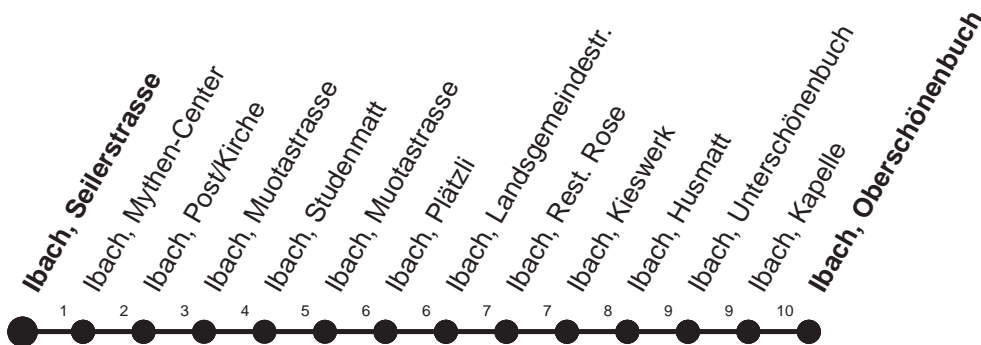 Ibach, Seilerstrasse
Ibach, Mythen-Center
Ibach, Post/Kirche
Ibach, Muotastrasse
Ibach, Studenmatt
Ibach, Muotastrasse
Ibach, Plätzli
Ibach, Landsgemeindestr.
Ibach, Rest. Rose
Ibach, Kieswerk
Ibach, Husmatt
Ibach, Unterschönenbuch
Ibach, Kapelle
Ibach, Oberschönenbuch
1 2 3 4 5 6 6 7 7 8 9 9 10